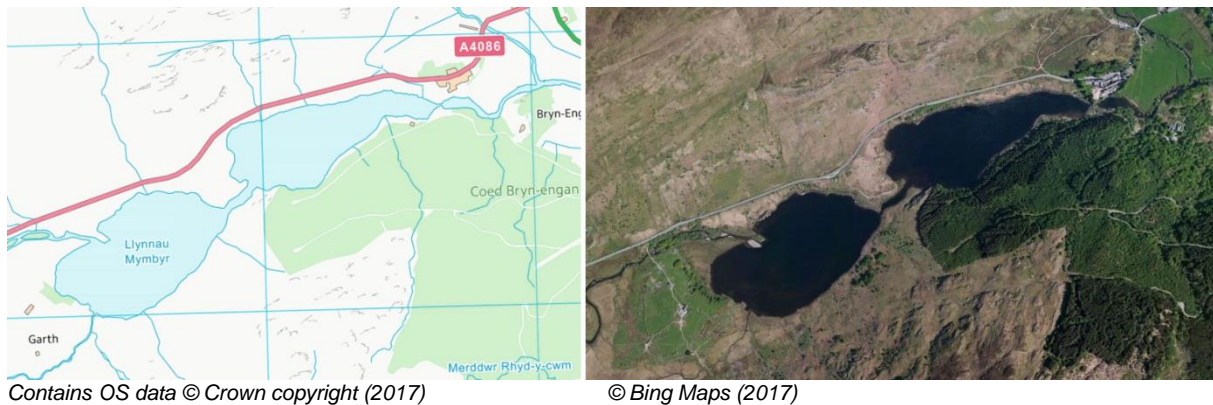 A4086
Bryn-Eng
Coed Bryn-engan
Llynnau
Mymbyr
Garth
Merddwr Rhyd-y-cwm
Contains OS data © Crown copyright (2017)
© Bing Maps (2017)